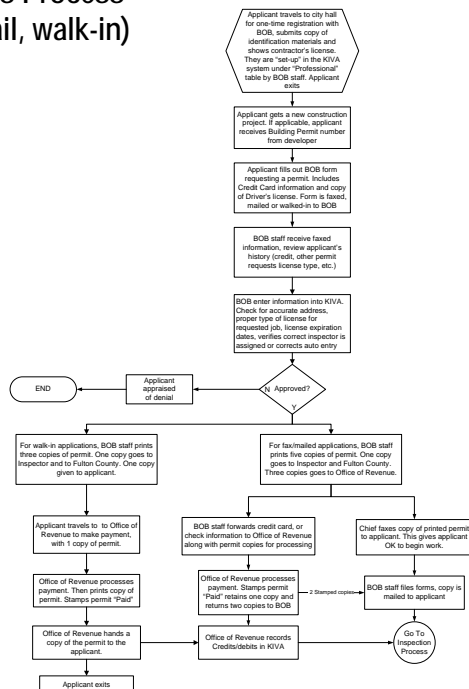 s Process
ail, walk-in)
Applicant travels to city hall
for one-time registration with
BOB, submits copy of
identification materials and
shows contractor's license.
They are "set-up" in the KIVA
system under "Professional"
table by BOB staff. Applicant
exits
Applicant gets a new construction
project. If applicable, applicant
receives Building Permit number
from developer
Applicant fills out BOB form
requesting a permit. Includes
Credit Card information and copy
of Driver's license. Form is faxed,
mailed or walked-in to BOB
BOB staff receive faxed
information, review applicant's
history (credit, other permit
requests license type, etc.)
BOB enter information into KIVA.
Check for accurate address,
proper type of license for
requested job, license expiration
dates, verifies correct inspector is
assigned or corrects auto entry
END
Applicant
appraised
of denial
N
Approved?
Y
For walk-in applications, BOB staff prints
three copies of permit. One copy goes to
Inspector and to Fulton County. One copy
given to applicant.
For fax/mailed applications, BOB staff
prints five copies of permit. One copy
goes to Inspector and to Fulton County.
Three copies goes to Office of Revenue.
Applicant travels to to Office of
Revenue to make payment,
with 1 copy of permit.
BOB staff forwards credit card, or
check information to Office of Revenue
along with permit copies for processing
Chief faxes copy of printed permit
to applicant. This gives applicant
OK to begin work.
Office of Revenue processes
payment. Then prints copy of
permit. Stamps permit "Paid"
Office of Revenue processes
payment. Stamps permit
"Paid" retains one copy and
returns two copies to BOB
2 Stamped copies
BOB staff files forms, copy is
mailed to applicant
Office of Revenue hands a
copy of the permit to the
applicant.
Office of Revenue records
Credits/debits in KIVA
Go To
Inspection
Process
Applicant exits